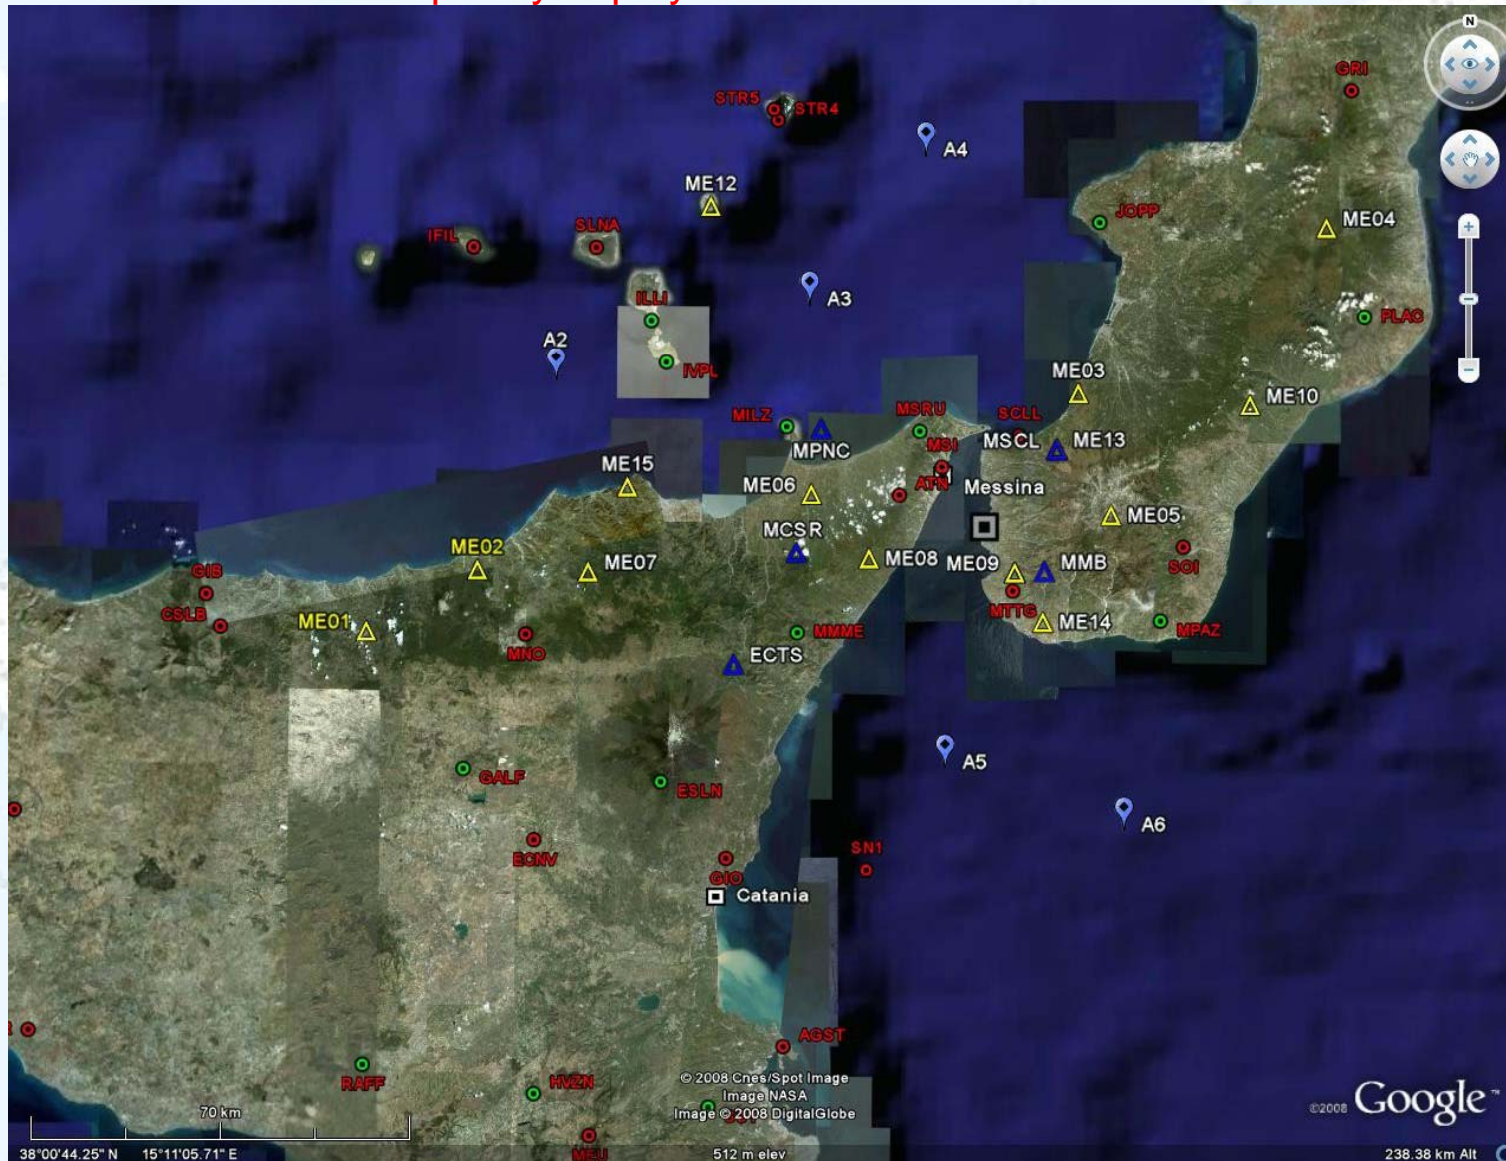 N
GRI
STR5
STR4
A4
ME12
JOPP
ME04
IFIL
SLNA
A3
ILLI
PLAC
A2
IVPL
ME03
ME10
MILZ
MSRU
SCLL
MPNC
MSI
MSCL
ME13
ME15
ME06
ATN
Messina
MCSR
ME05
ME02
ME07
ME08
ME09
MMB
SOI
GIB
CSLB
ME01
MTTG
ME14
MPAZ
MNO
MMME
ECTS
A5
GALF
ESLN
A6
ECNV
SN1
GIO
Catania
AGST
RAFF
HVZN
© 2008 Cnes/Spot Image
Image NASA
Image © 2008 DigitalGlobe
©2008 Google™
70 km
38°00'44.25" N 15°11'05.71" E
512 m elev
238.38 km Alt